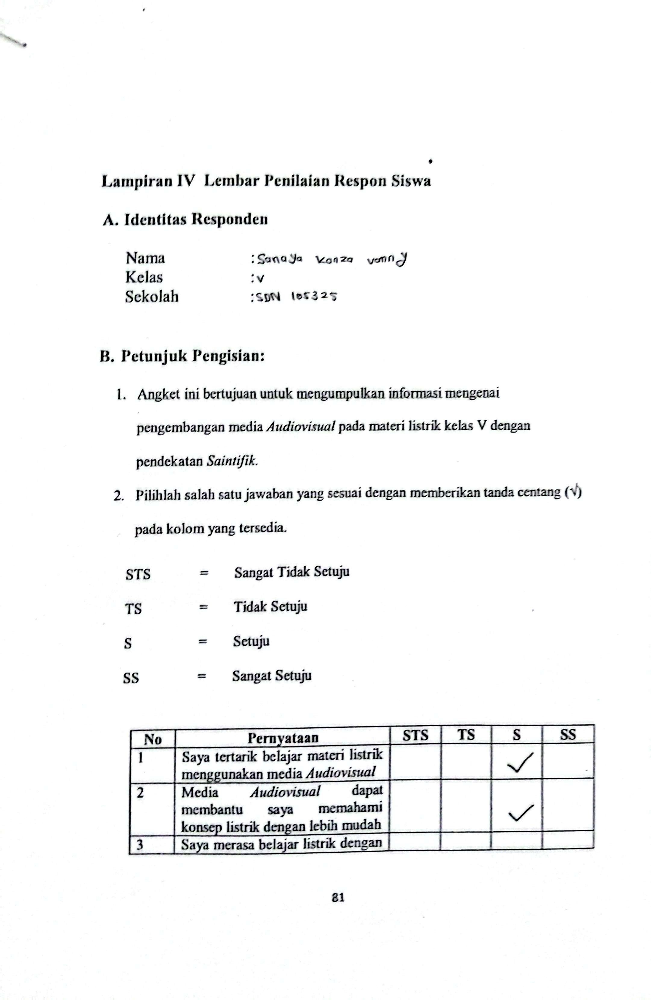 Lampiran IV Lembar Penilaian Respon Siswa
A. Identitas Responden
Nama : Sanaya kanza vonny
Kelas : V
Sekolah : SDN 105325
B. Petunjuk Pengisian:
1. Angket ini bertujuan untuk mengumpulkan informasi mengenai
pengembangan media Audiovisual pada materi listrik kelas V dengan
pendekatan Saintifik.
2. Pilihlah salah satu jawaban yang sesuai dengan memberikan tanda centang (√)
pada kolom yang tersedia.
STS = Sangat Tidak Setuju
TS = Tidak Setuju
S = Setuju
SS = Sangat Setuju
No Pernyataan STS TS S SS
1 Saya tertarik belajar materi listrik ✓
menggunakan media Audiovisual
2 Media Audiovisual dapat
membantu saya memahami ✓
konsep listrik dengan lebih mudah
3 Saya merasa belajar listrik dengan
81